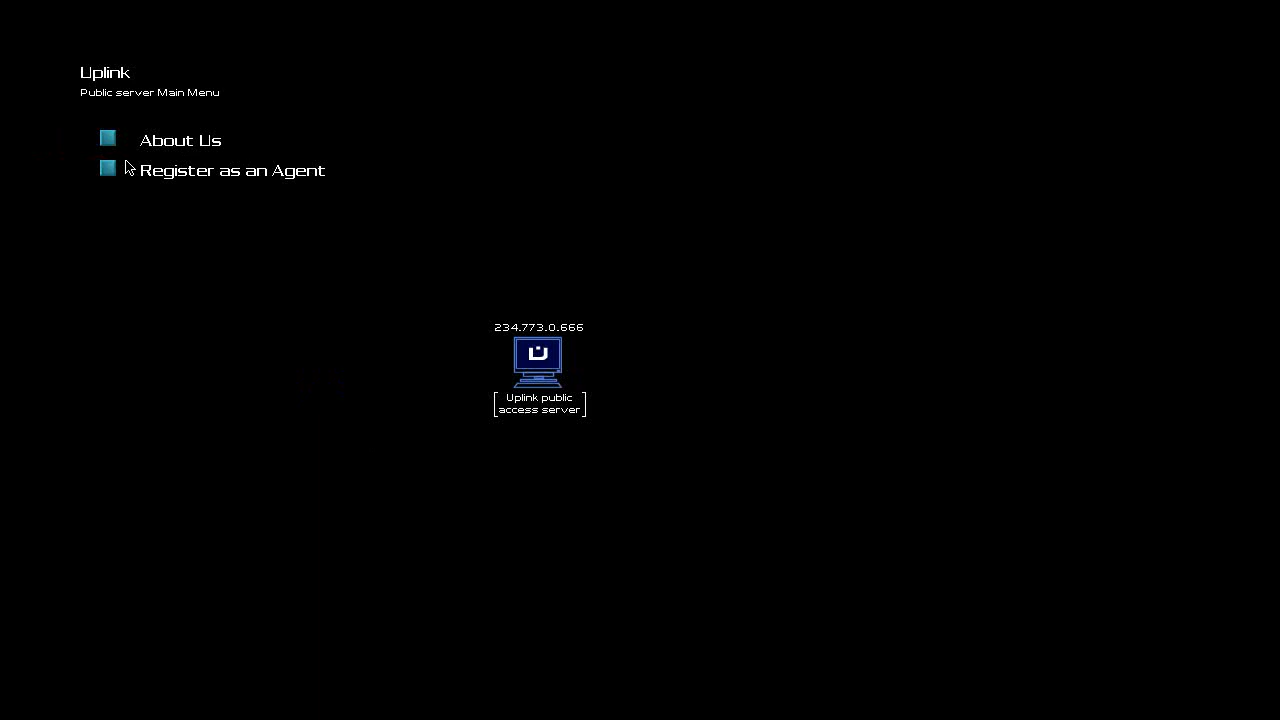 Uplink
Public server Main Menu
About Us
Register as an Agent
234.773.0.666
Uplink public
access server